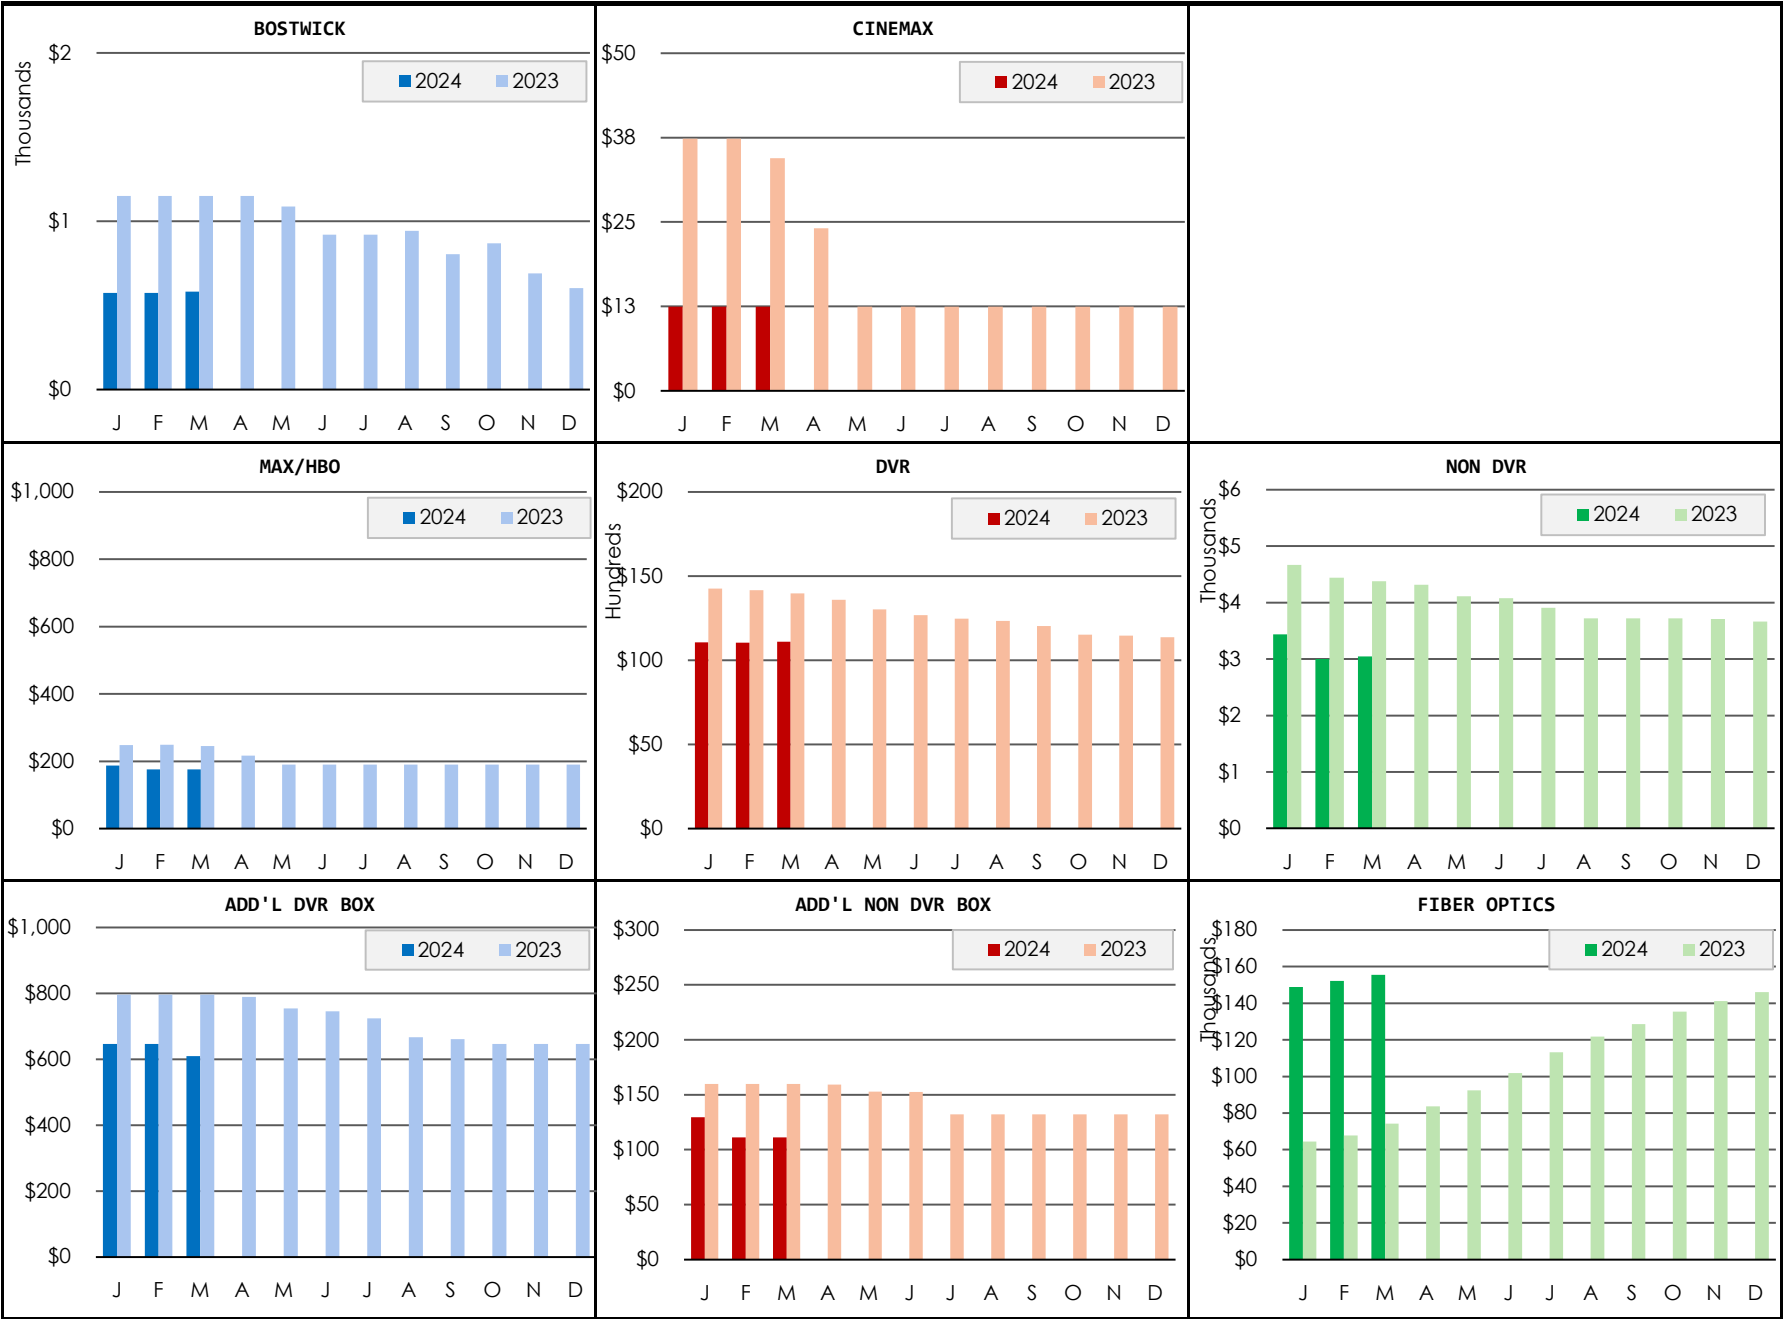 BOSTWICK
Thousands
$2
$1
$0
2024 2023
J F M A M J J A S O N D
CINEMAX
$50
$38
$25
$13
$0
2024 2023
J F M A M J J A S O N D
MAX/HBO
$1,000
$800
$600
$400
$200
$0
2024 2023
J F M A M J J A S O N D
DVR
Hundreds
$200
$150
$100
$50
$0
2024 2023
J F M A M J J A S O N D
NON DVR
Thousands
$6
$5
$4
$3
$2
$1
$0
2024 2023
J F M A M J J A S O N D
ADD'L DVR BOX
$1,000
$800
$600
$400
$200
$0
2024 2023
J F M A M J J A S O N D
ADD'L NON DVR BOX
$300
$250
$200
$150
$100
$50
$0
2024 2023
J F M A M J J A S O N D
FIBER OPTICS
Thousands
$180
$160
$140
$120
$100
$80
$60
$40
$20
$0
2024 2023
J F M A M J J A S O N D